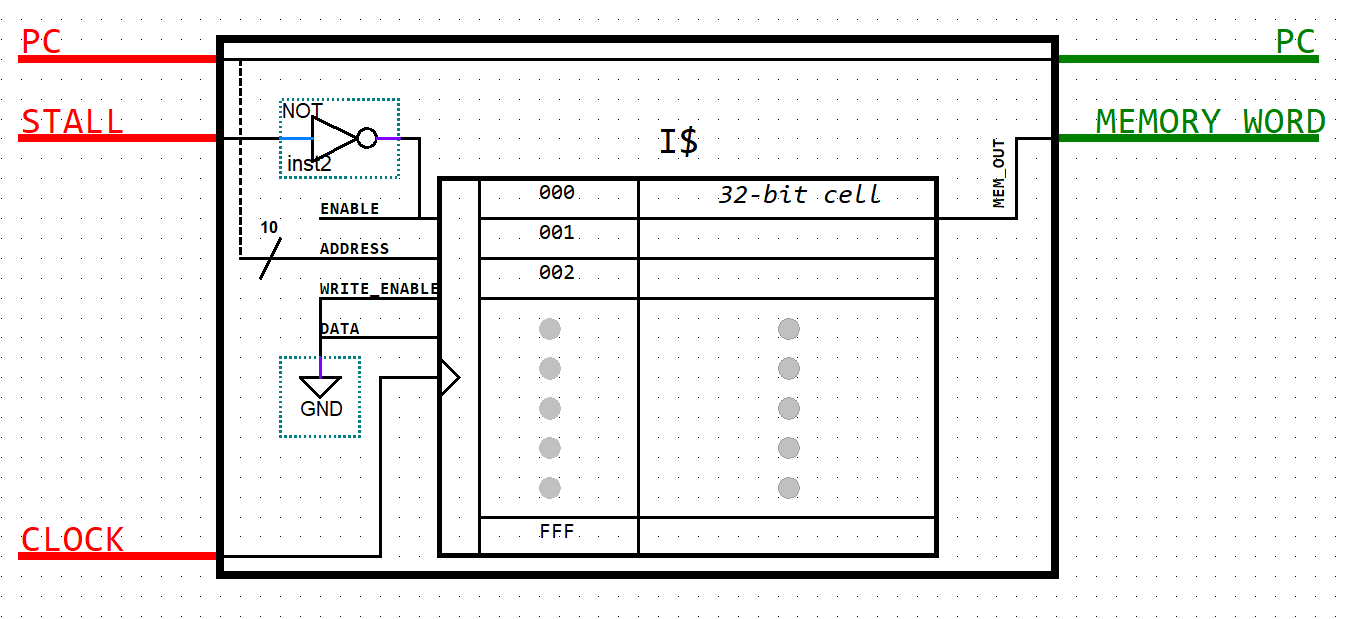 PC
PC
STALL
MEMORY WORD
NOT
inst2
I$
MEM_OUT
000
32-bit cell
ENABLE
10
001
ADDRESS
002
WRITE_ENABLE
DATA
GND
FFF
CLOCK